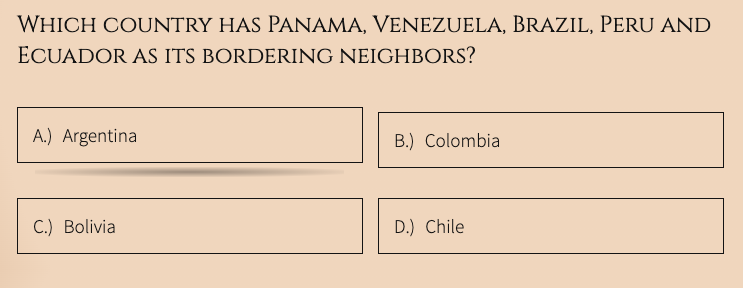 Which country has Panama, Venezuela, Brazil, Peru and
Ecuador as its bordering neighbors?
A.) Argentina
B.) Colombia
C.) Bolivia
D.) Chile